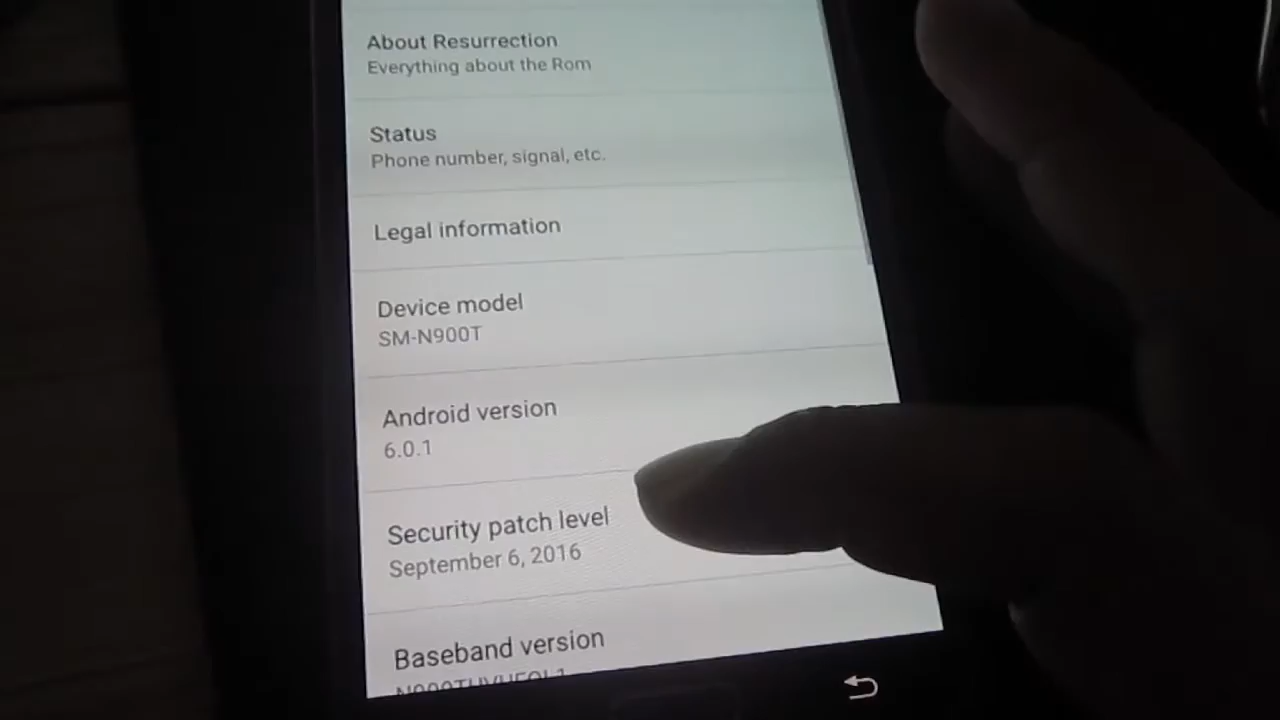 About Resurrection
Everything about the Rom
Status
Phone number, signal, etc.
Legal information
Device model
SM-N900T
Android version
6.0.1
Security patch level
September 6, 2016
Baseband version